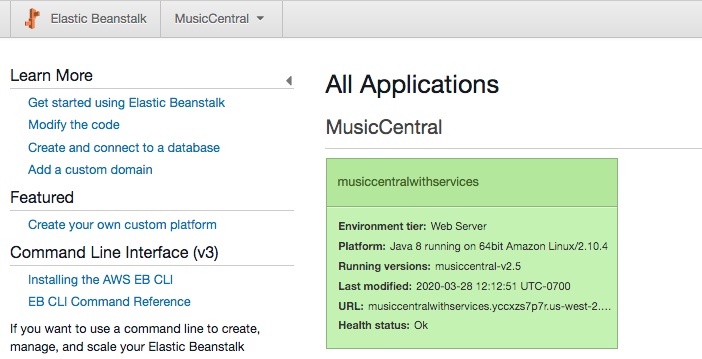 Elastic Beanstalk
MusicCentral
Learn More
Get started using Elastic Beanstalk
Modify the code
Create and connect to a database
Add a custom domain
Featured
Create your own custom platform
Command Line Interface (v3)
Installing the AWS EB CLI
EB CLI Command Reference
If you want to use a command line to create,
manage, and scale your Elastic Beanstalk
All Applications
MusicCentral
musiccentralwithservices
Environment tier: Web Server
Platform: Java 8 running on 64bit Amazon Linux/2.10.4
Running versions: musiccentral-v2.5
Last modified: 2020-03-28 12:12:51 UTC-0700
URL: musiccentralwithservices.yccxzs7p7r.us-west-2....
Health status: Ok